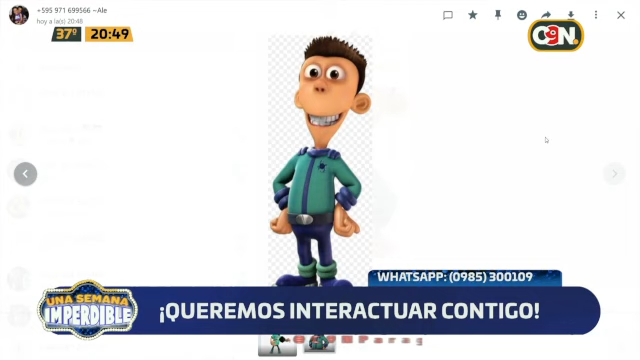 +595 971 699566 ~Ale
hoy a la(s) 20:48
37º 20:49
C9N.
WHATSAPP: (0985) 300109
UNA SEMANA
IMPERDIBLE
¡QUEREMOS INTERACTUAR CONTIGO!